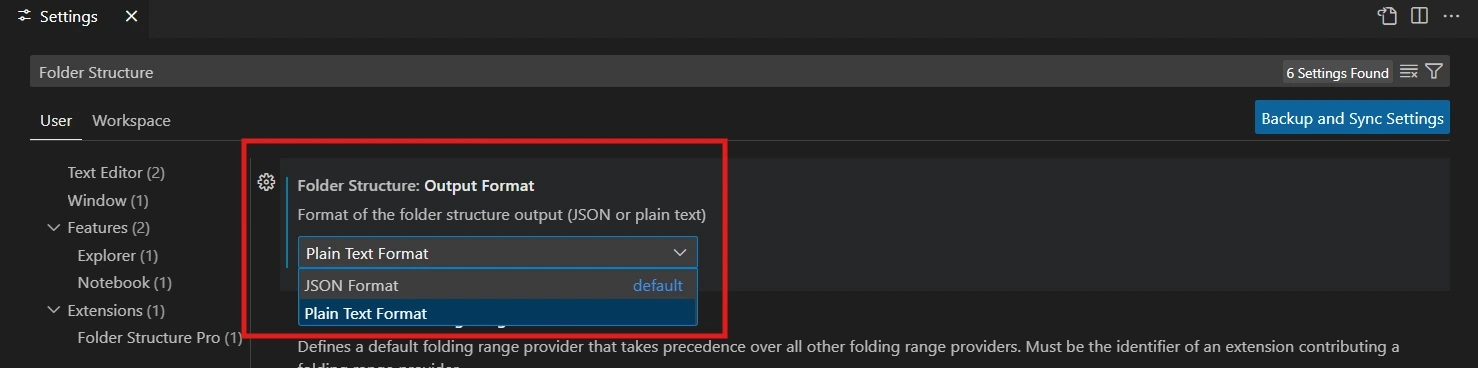 Settings
Folder Structure
6 Settings Found
User Workspace
Backup and Sync Settings
Text Editor (2)
Window (1)
Features (2)
Explorer (1)
Notebook (1)
Extensions (1)
Folder Structure Pro (1)
Folder Structure: Output Format
Format of the folder structure output (JSON or plain text)
Plain Text Format
JSON Format default
Plain Text Format
Defines a default folding range provider that takes precedence over all other folding range providers. Must be the identifier of an extension contributing a